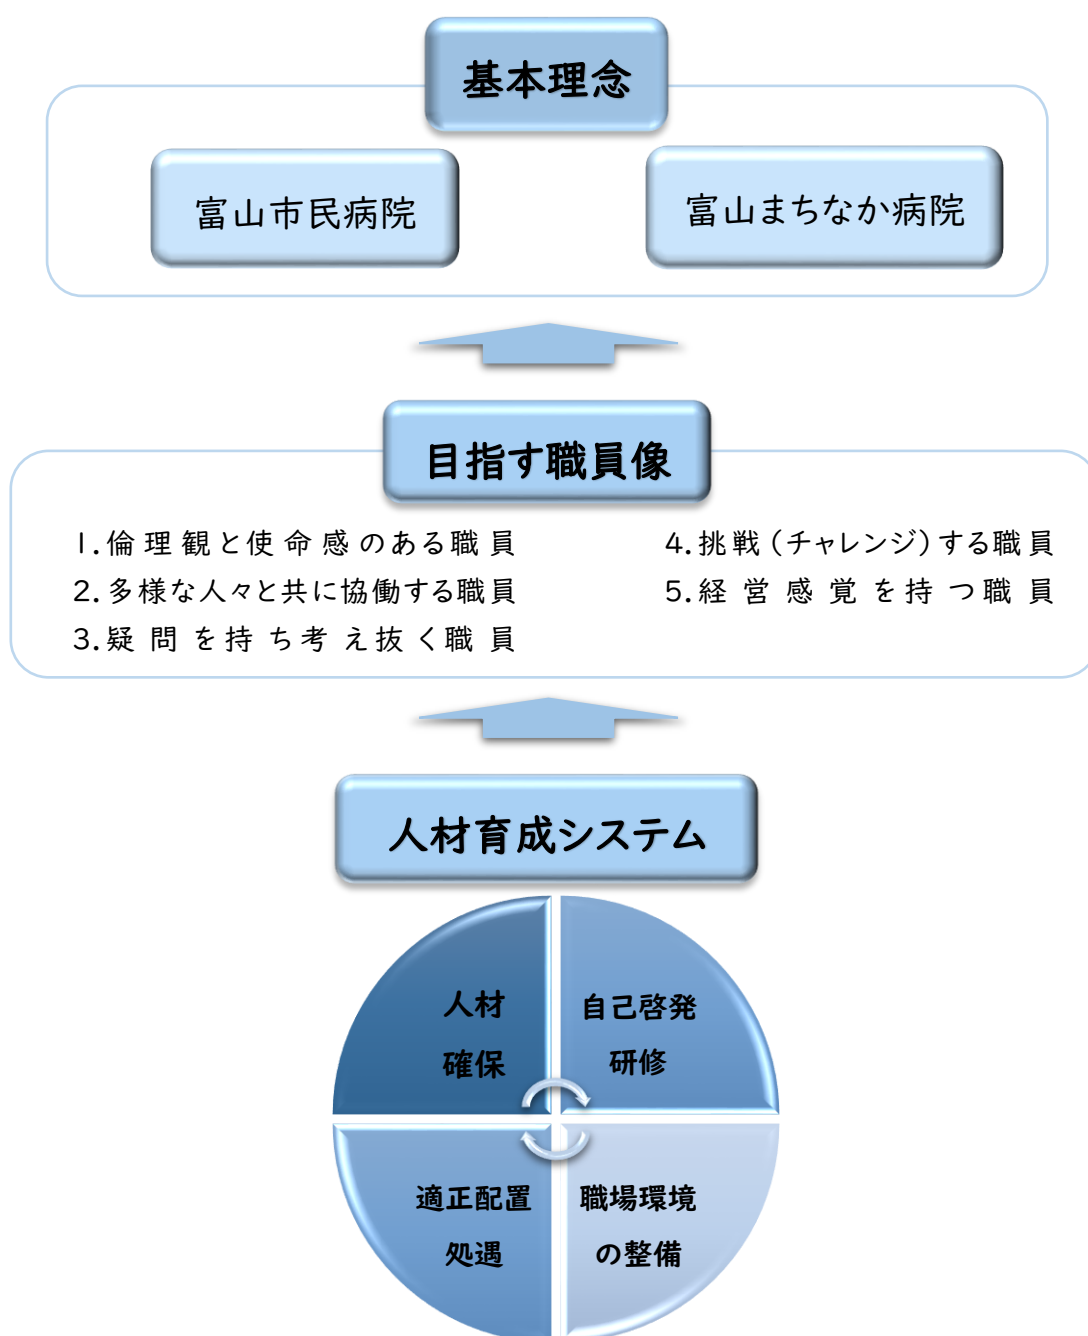 基本理念
富山市民病院
富山まちなか病院
目指す職員像
1.倫理観と使命感のある職員
2.多様な人々と共に協働する職員
3.疑問を持ち考え抜く職員
4.挑戦(チャレンジ)する職員
5.経営感覚を持つ職員
人材育成システム
人材
確保
自己啓発
研修
適正配置
処遇
職場環境
の整備